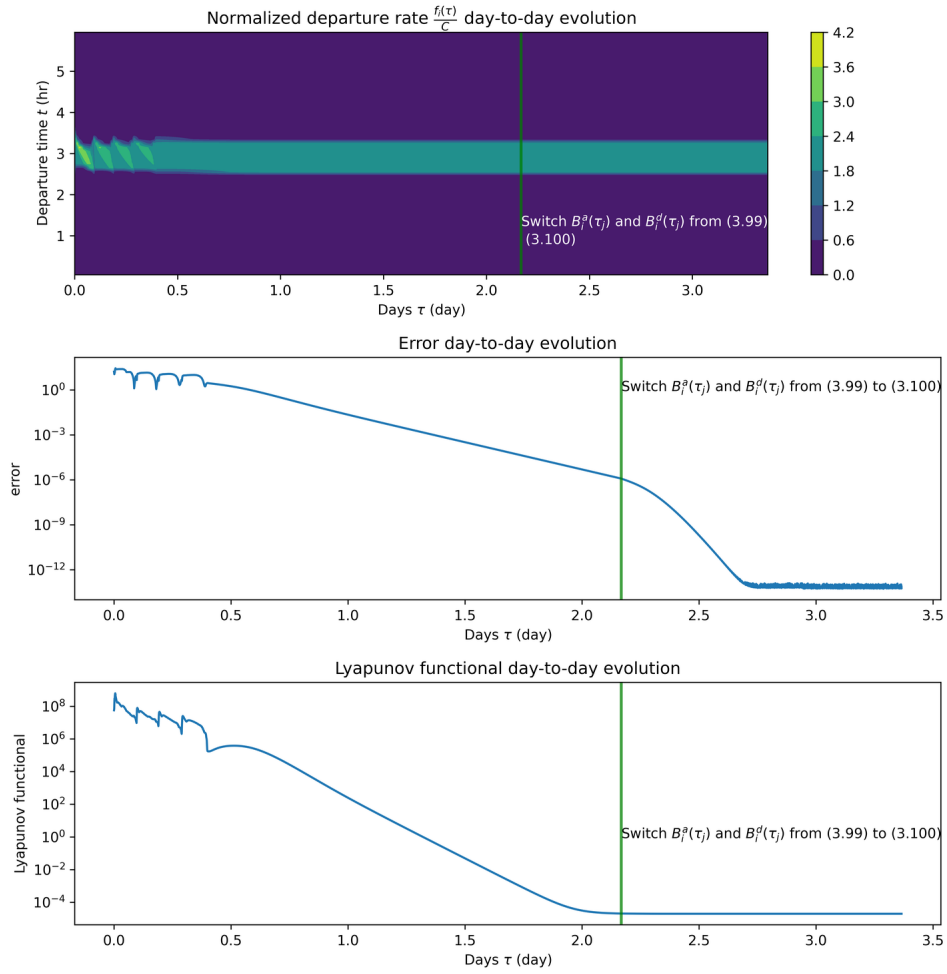 Normalized departure rate \frac{f_i(τ)}{C} day-to-day evolution
Departure time t (hr)
5
4
3
2
1
Switch B_i^a(τ_j) and B_i^d(τ_j) from (3.99)
(3.100)
0.0 0.5 1.0 1.5 2.0 2.5 3.0
Days τ (day)
4.2
3.6
3.0
2.4
1.8
1.2
0.6
0.0
Error day-to-day evolution
error
10^0
10^{-3}
10^{-6}
10^{-9}
10^{-12}
Switch B_i^a(τ_j) and B_i^d(τ_j) from (3.99) to (3.100)
0.0 0.5 1.0 1.5 2.0 2.5 3.0 3.5
Days τ (day)
Lyapunov functional day-to-day evolution
Lyapunov functional
10^8
10^6
10^4
10^2
10^0
10^{-2}
10^{-4}
Switch B_i^a(τ_j) and B_i^d(τ_j) from (3.99) to (3.100)
0.0 0.5 1.0 1.5 2.0 2.5 3.0 3.5
Days τ (day)